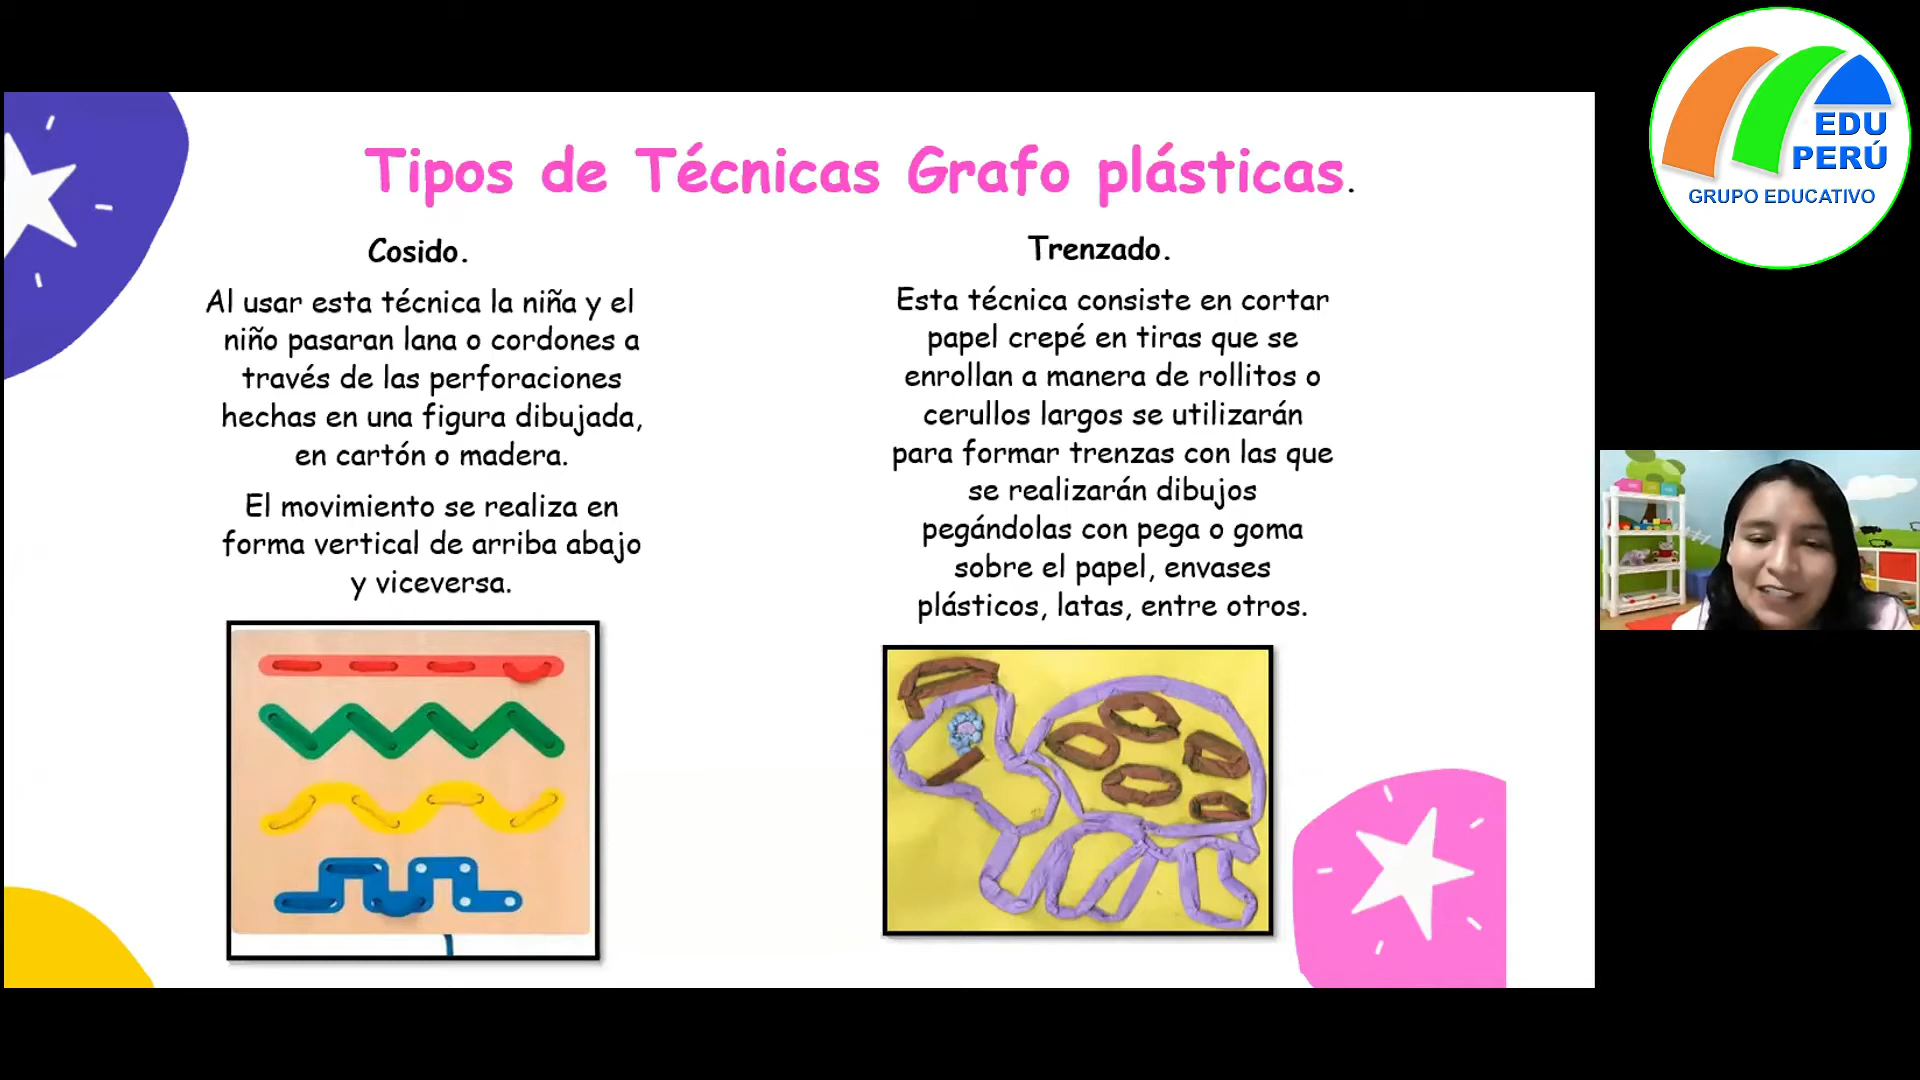 Tipos de Técnicas Grafo plásticas.
Cosido.
Al usar esta técnica la niña y el
niño pasaran lana o cordones a
través de las perforaciones
hechas en una figura dibujada,
en cartón o madera.
El movimiento se realiza en
forma vertical de arriba abajo
y viceversa.
Trenzado.
Esta técnica consiste en cortar
papel crepé en tiras que se
enrollan a manera de rollitos o
cerullos largos se utilizarán
para formar trenzas con las que
se realizarán dibujos
pegándolas con pega o goma
sobre el papel, envases
plásticos, latas, entre otros.
EDU
PERÚ
GRUPO EDUCATIVO